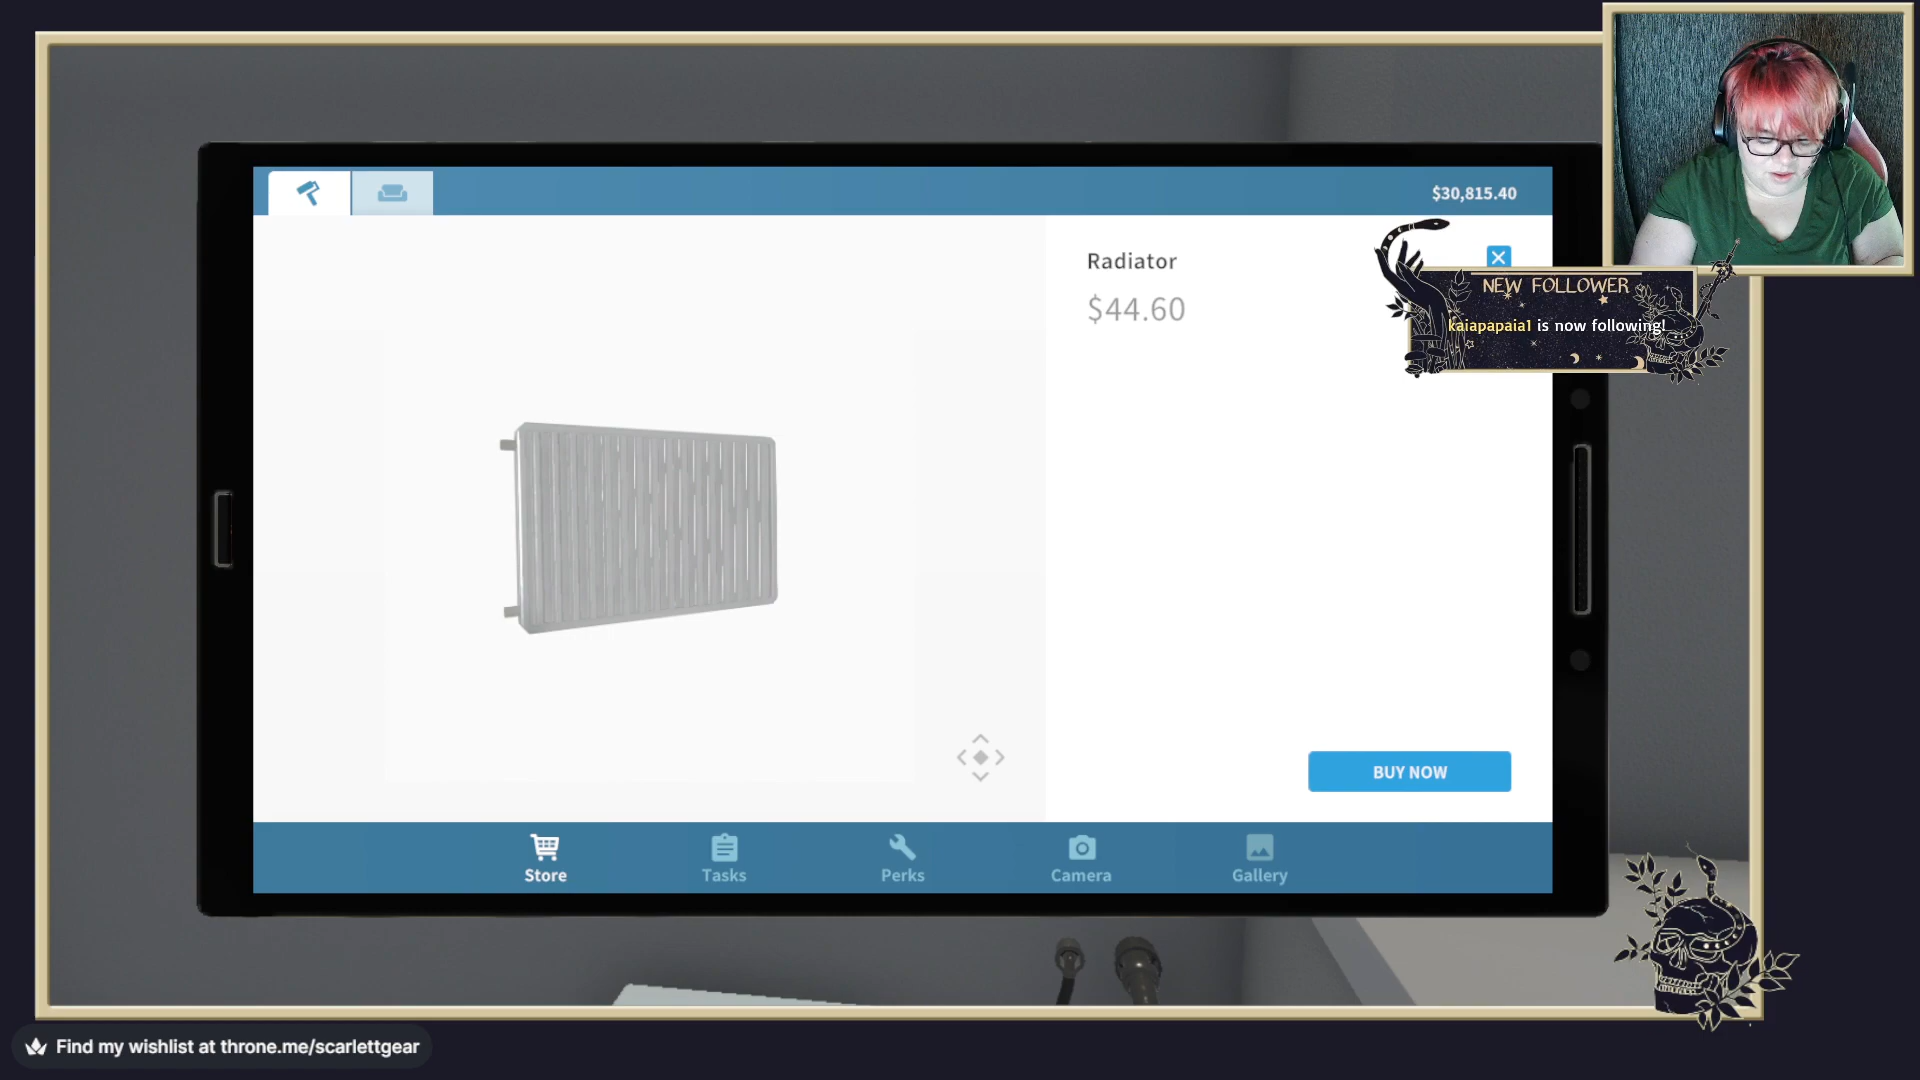 $30,815.40
Radiator
$44.60
NEW FOLLOWER
kaiapapaia1 is now following!
BUY NOW
Store
Tasks
Perks
Camera
Gallery
Find my wishlist at throne.me/scarlettgear